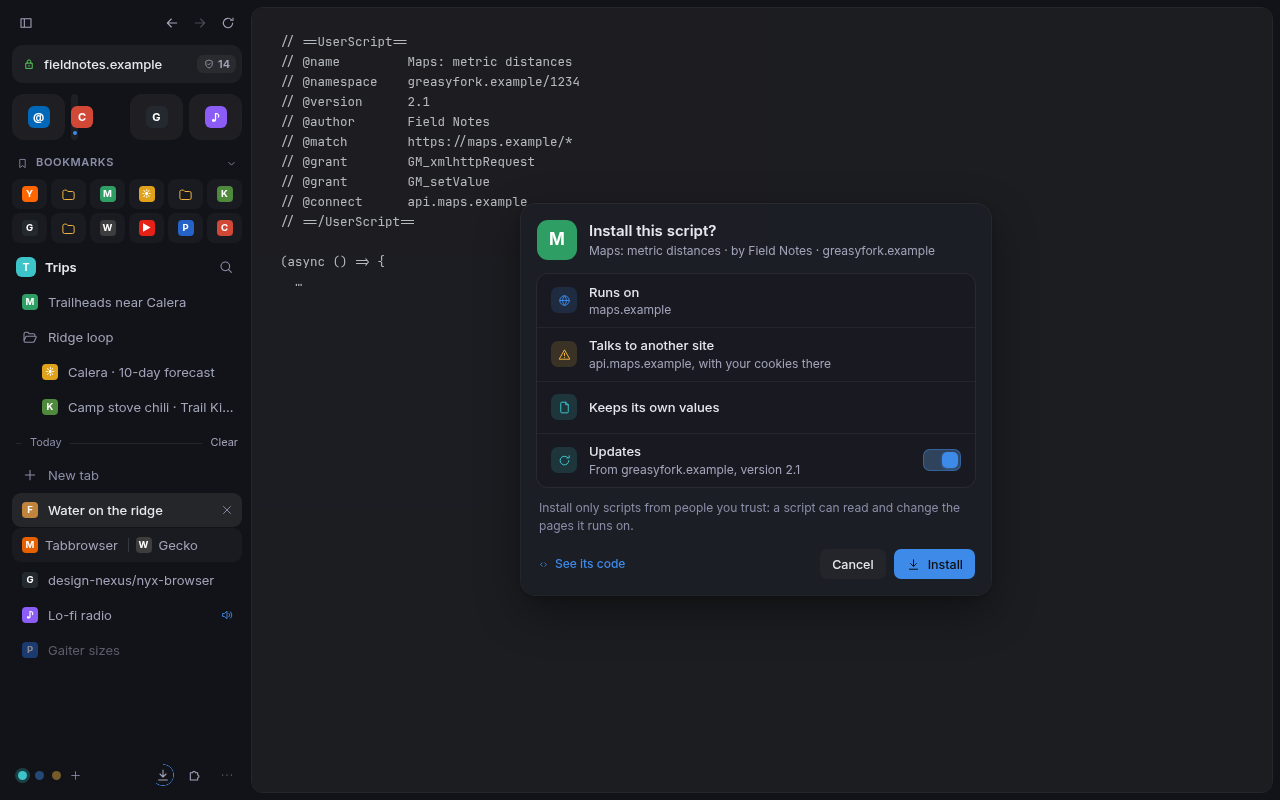 fieldnotes.example
14
@
C
G
BOOKMARKS
Y
M
K
G
W
P
C
T Trips
M Trailheads near Calera
Ridge loop
Calera · 10-day forecast
K Camp stove chili · Trail Ki...
Today
Clear
New tab
F Water on the ridge
M Tabbrowser
W Gecko
G design-nexus/nyx-browser
Lo-fi radio
P Gaiter sizes
// ==UserScript==
// @name Maps: metric distances
// @namespace greasyfork.example/1234
// @version 2.1
// @author Field Notes
// @match https://maps.example/*
// @grant GM_xmlhttpRequest
// @grant GM_setValue
// @connect api.maps.example
// ==/UserScript==
(async () => {
…
M
Install this script?
Maps: metric distances · by Field Notes · greasyfork.example
Runs on
maps.example
Talks to another site
api.maps.example, with your cookies there
Keeps its own values
Updates
From greasyfork.example, version 2.1
Install only scripts from people you trust: a script can read and change the
pages it runs on.
See its code
Cancel
Install